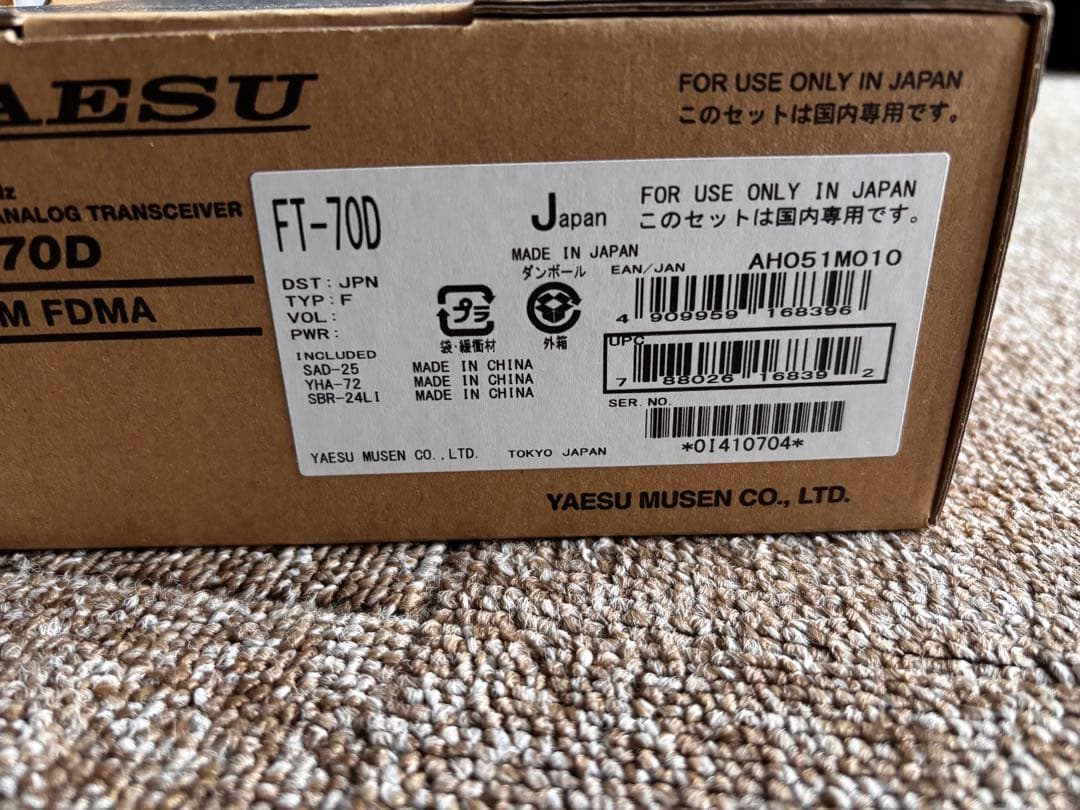 AESU
FOR USE ONLY IN JAPAN
このセットは国内専用です。
ANALOG TRANSCEIVER
70D
M FDMA
FT-70D
Japan
FOR USE ONLY IN JAPAN
このセットは国内専用です。
MADE IN JAPAN
ダンボール
EAN/JAN
AH051M010
DST: JPN
TYP: F
VOL:
PWR:
プラ
袋・緩衝材
外箱
4 909959 168396
UPC
7 88026 16839 2
INCLUDED
SAD-25 MADE IN CHINA
YHA-72 MADE IN CHINA
SBR-24LI MADE IN CHINA
SER. NO.
*0I410704*
YAESU MUSEN CO.,LTD. TOKYO JAPAN
YAESU MUSEN CO., LTD.